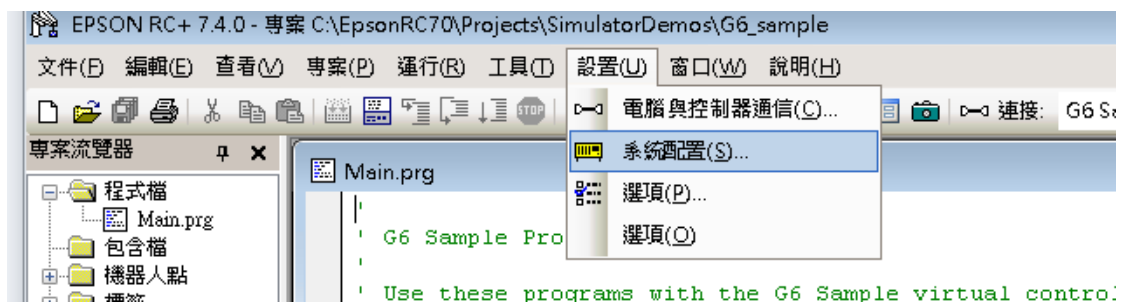 EPSON RC+ 7.4.0 - 專案 C:\EpsonRC70\Projects\SimulatorDemos\G6_sample
文件(F) 編輯(E) 查看(V) 專案(P) 運行(R) 工具(T) 設置(U) 窗口(W) 說明(H)
STOP 連接: G6 Sa
專案流覽器
Main.prg
程式檔
Main.prg
包含檔
機器人點
標籤
電腦與控制器通信(C)...
系統配置(S)...
選項(P)...
選項(O)
'
' G6 Sample Pro
'
' Use these programs with the G6 Sample virtual control